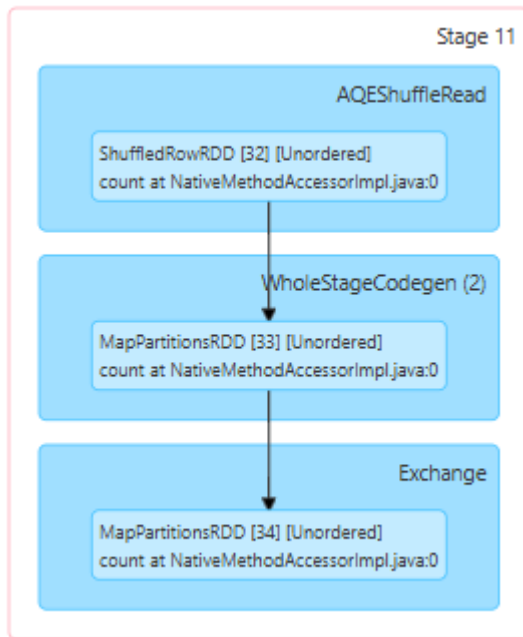 Stage 11
AQEShuffleRead
ShuffledRowRDD [32] [Unordered]
count at NativeMethodAccessorImpl.java:0
WholeStageCodegen (2)
MapPartitionsRDD [33] [Unordered]
count at NativeMethodAccessorImpl.java:0
Exchange
MapPartitionsRDD [34] [Unordered]
count at NativeMethodAccessorImpl.java:0